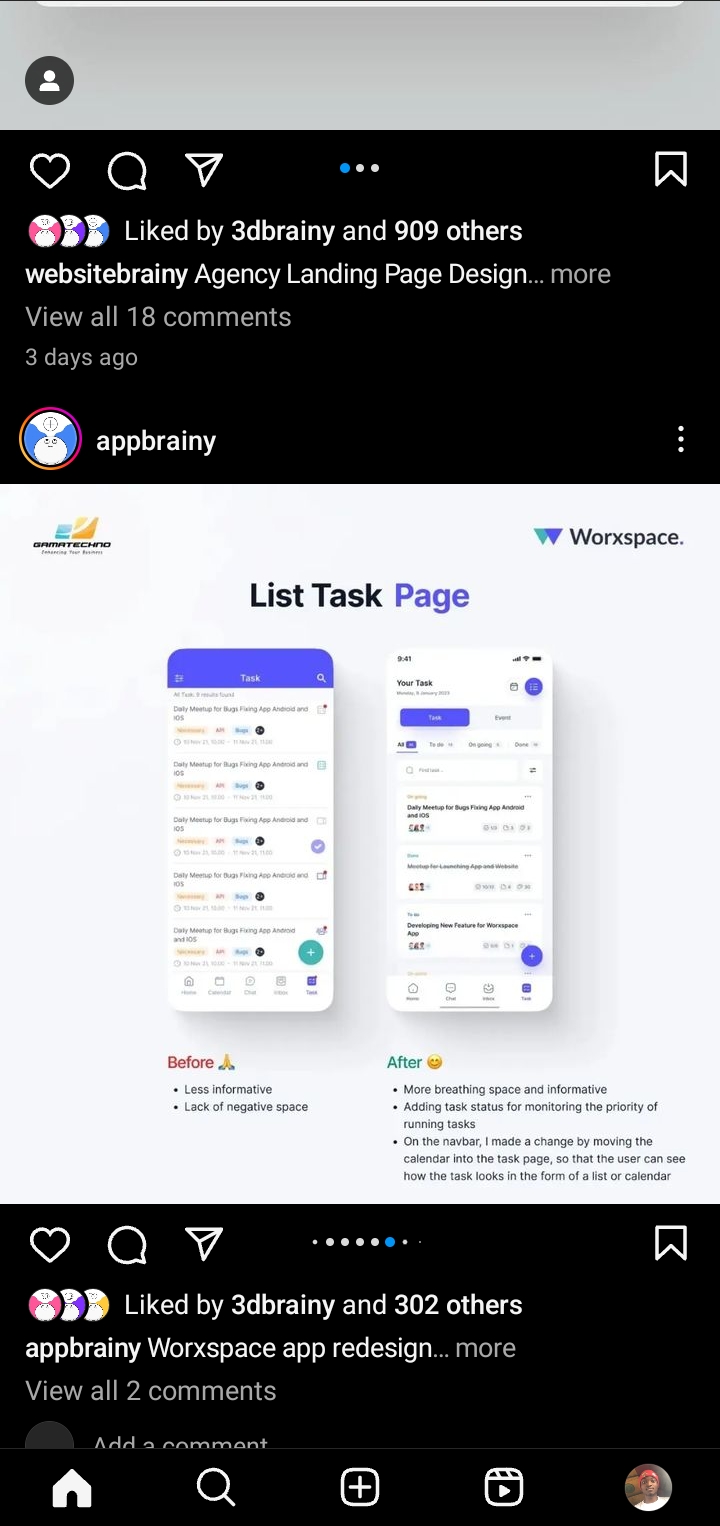 Liked by 3dbrainy and 909 others
websitebrainy Agency Landing Page Design... more
View all 18 comments
3 days ago
appbrainy
GAMATECHNO
Enhancing Your Business
Worxspace.
List Task Page
Task
All Task: 8 results found
Daily Meetup for Bugs Fixing App Android and
iOS
Necessary API Bugs
10 Nov 21, 10.00 - 11 Nov 21, 11.00
Daily Meetup for Bugs Fixing App Android and
iOS
Necessary API Bugs
10 Nov 21, 10.00 - 11 Nov 21, 11.00
Daily Meetup for Bugs Fixing App Android and
iOS
Necessary API Bugs
10 Nov 21, 10.00 - 11 Nov 21, 11.00
Daily Meetup for Bugs Fixing App Android and
iOS
Necessary API Bugs
10 Nov 21, 10.00 - 11 Nov 21, 11.00
Daily Meetup for Bugs Fixing App Android
and iOS
Necessary API Bugs
10 Nov 21, 10.00 - 11 Nov 21, 11.00
Home Calendar Chat Inbox Task
9:41
Your Task
Monday, 9 January 2023
Task Event
All To do On going Done
Find task...
On going
Daily Meetup for Bugs Fixing App Android
and iOS
Done
Meetup for Launching App and Website
To do
Developing New Feature for Worxspace
App
On going
Home Chat Inbox Task
Before 🙏
• Less informative
• Lack of negative space
After 😊
• More breathing space and informative
• Adding task status for monitoring the priority of
running tasks
• On the navbar, I made a change by moving the
calendar into the task page, so that the user can see
how the task looks in the form of a list or calendar
Liked by 3dbrainy and 302 others
appbrainy Worxspace app redesign... more
View all 2 comments
Add a comment